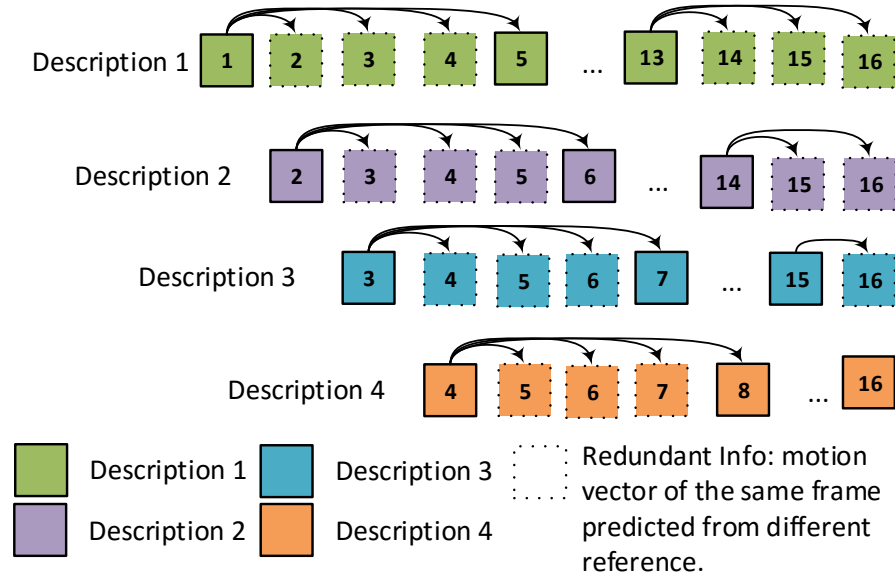 Description 1 1 2 3 4 5 ... 13 14 15 16
Description 2 2 3 4 5 6 ... 14 15 16
Description 3 3 4 5 6 7 ... 15 16
Description 4 4 5 6 7 8 ... 16
Description 1
Description 2
Description 3
Description 4
Redundant Info: motion
vector of the same frame
predicted from different
reference.